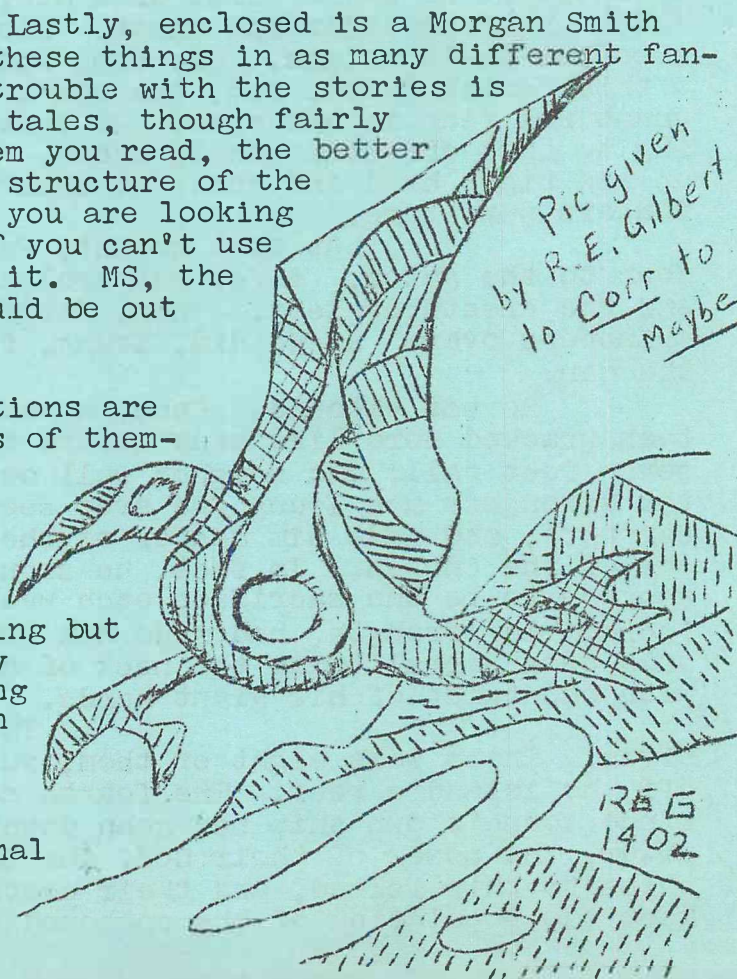 Lastly, enclosed is a Morgan Smith
these things in as many different fan-
trouble with the stories is
tales, though fairly
em you read, the better
structure of the
you are looking
f you can't use
it. MS, the
uld be out
tions are
s of them-
ing but
y
ng
n
nal
Pic given
by R. E. Gilbert
to Corr to
Maybe
REG
1402